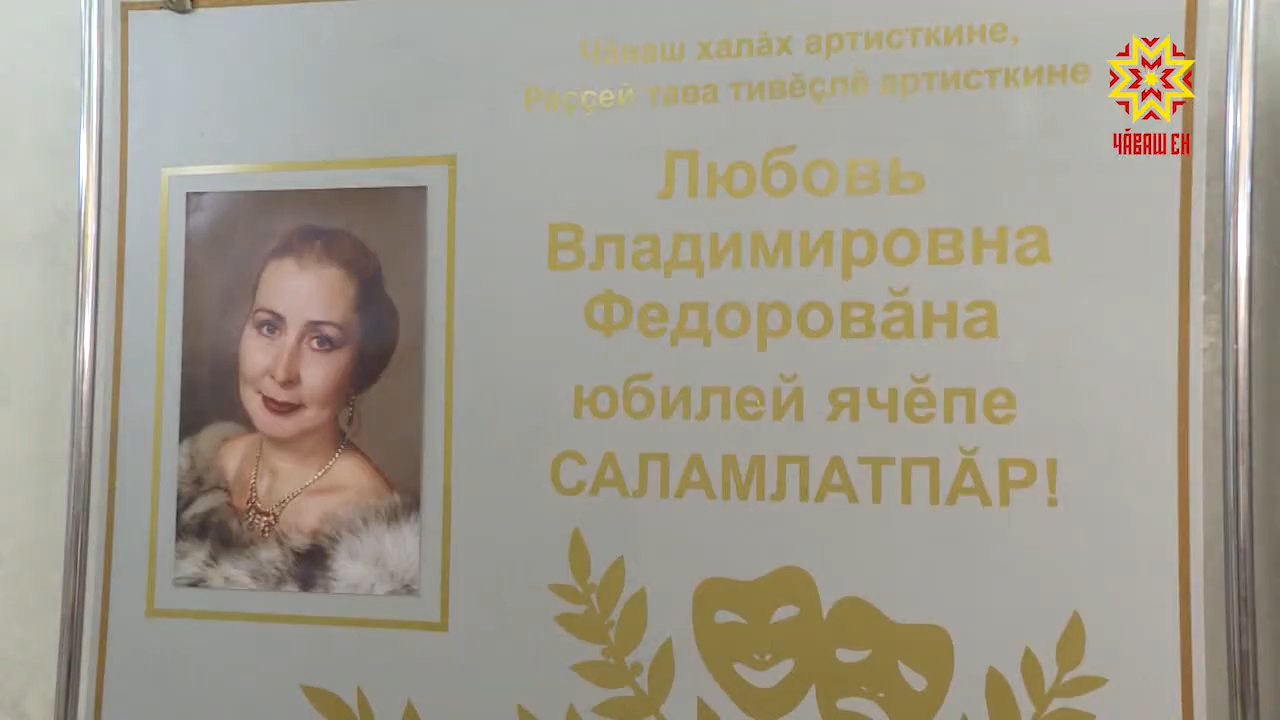 Чӑваш халӑх артисткине,
Раҫҫей тава тивӗҫлӗ артисткине
ЧӐВАШ ЕН
Любовь
Владимировна
Федоровӑна
юбилей ячӗпе
САЛАМЛАТПӐР!